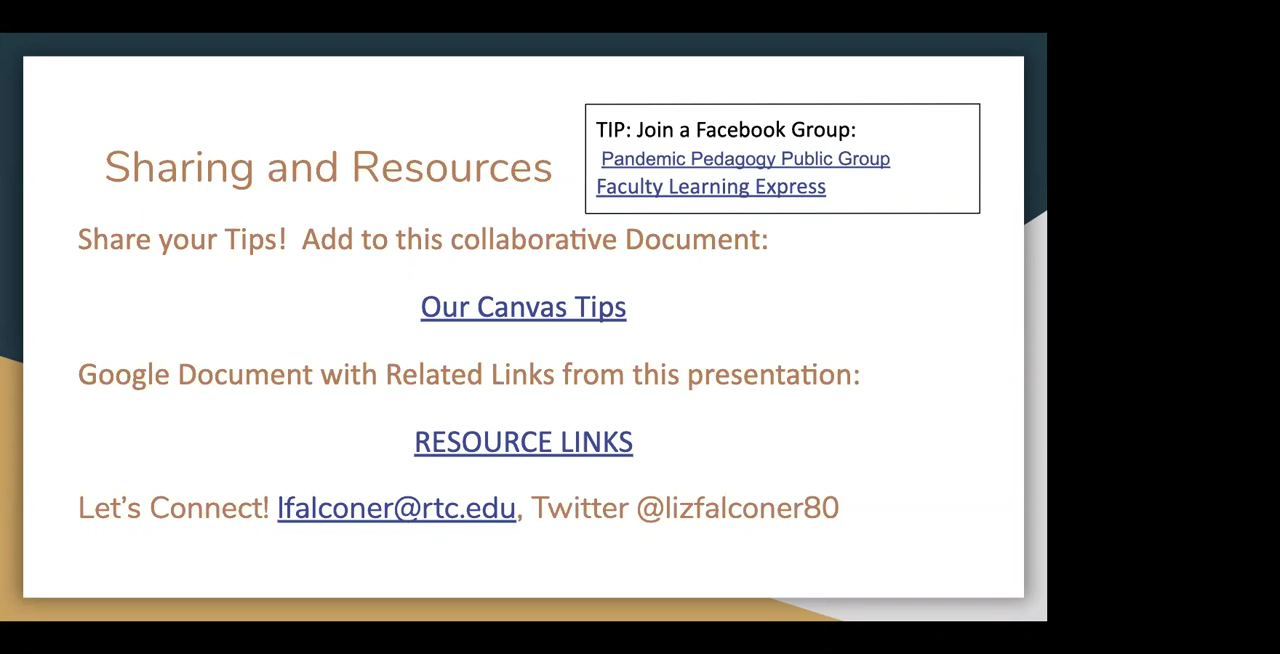 Sharing and Resources
TIP: Join a Facebook Group:
Pandemic Pedagogy Public Group
Faculty Learning Express
Share your Tips!  Add to this collaborative Document:
Our Canvas Tips
Google Document with Related Links from this presentation:
RESOURCE LINKS
Let's Connect! lfalconer@rtc.edu, Twitter @lizfalconer80